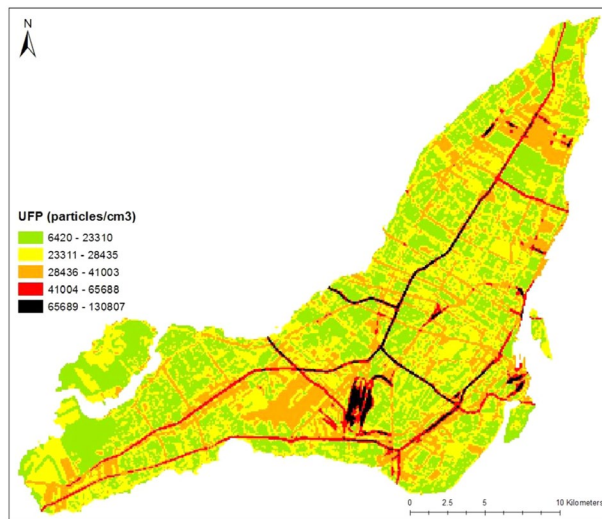 N
UFP (particles/cm3)
6420 - 23310
23311 - 28435
28436 - 41003
41004 - 65688
65689 - 130807
0 2.5 5 10 Kilometers